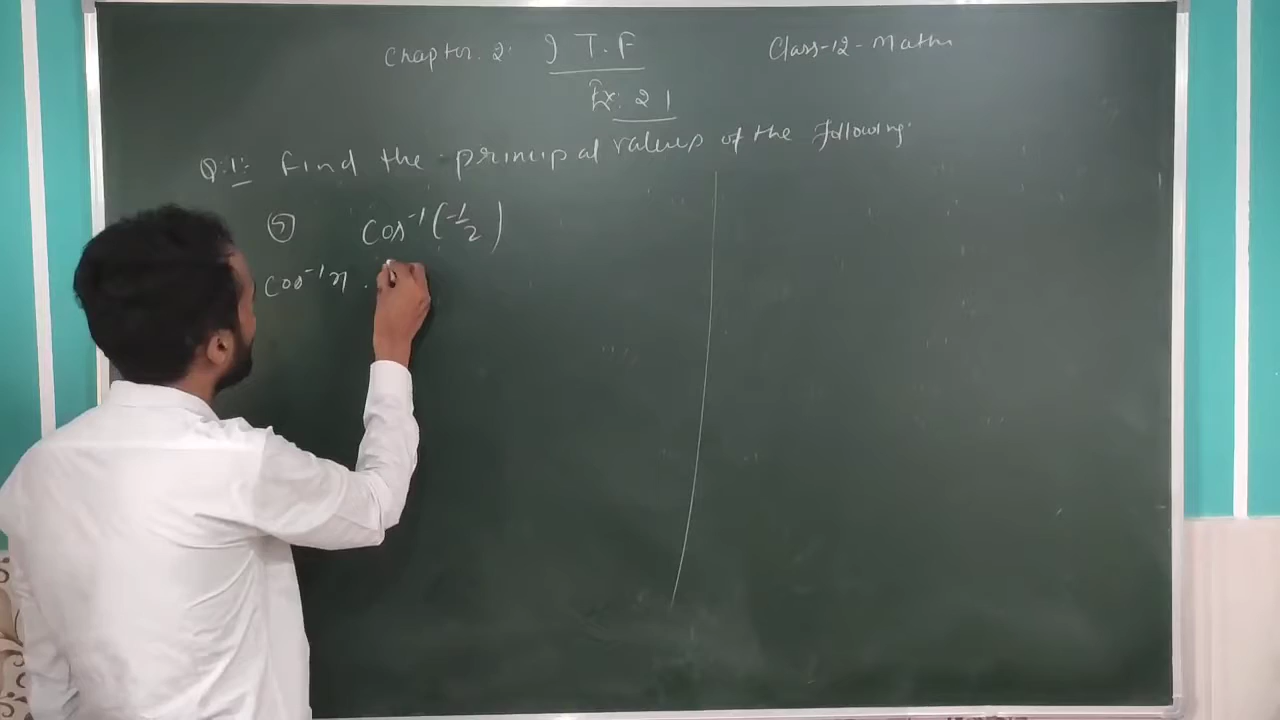 Chapter. 2: I T. F Class-12-Maths
Ex: 2 1
Q.1: Find the principal values of the following.
⑤ cos⁻¹(-1/2)
cos⁻¹x .